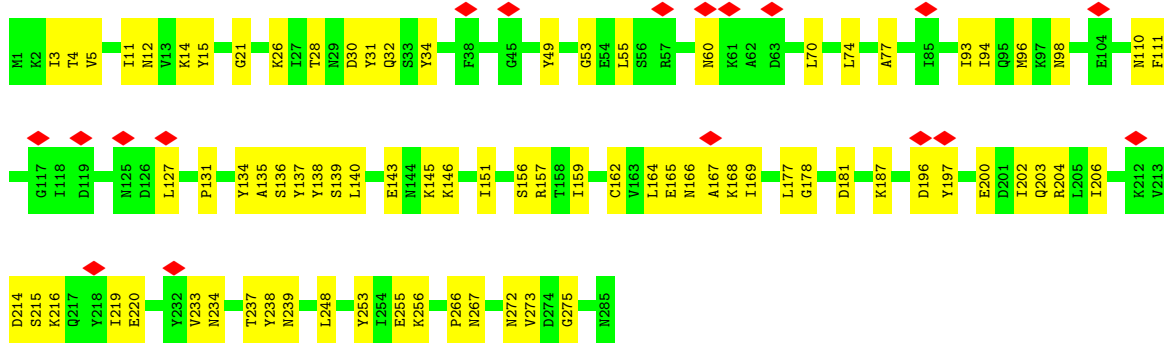 M1 K2 I3 T4 V5 I11 N12 V13 K14 Y15 G21 K26 I27 T28 N29 D30 Y31 Q32 S33 Y34 F38 G45 Y49 G53 E54 L55 S56 R57 N60 K61 A62 D63 L70 L74 A77 I85 I93 I94 Q95 M96 K97 N98 E104 N110 F111
G117 I118 D119 N125 D126 L127 P131 Y134 A135 S136 Y137 Y138 S139 L140 E143 N144 K145 K146 I151 S156 R157 T158 I159 C162 V163 L164 E165 N166 A167 K168 I169 L177 G178 D181 K187 D196 Y197 E200 D201 I202 Q203 R204 L205 I206 K212 V213
D214 S215 K216 Q217 Y218 I219 E220 Y232 V233 N234 T237 Y238 N239 L248 Y253 I254 E255 K256 P266 N267 N272 V273 D274 G275 N285